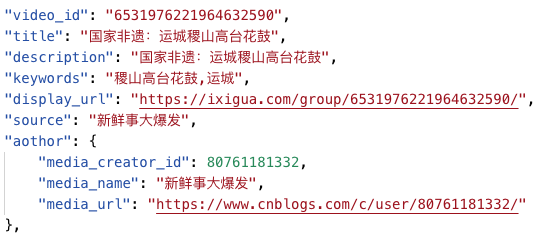 "video_id": "6531976221964632590",
"title": "国家非遗：运城稷山高台花鼓",
"description": "国家非遗：运城稷山高台花鼓",
"keywords": "稷山高台花鼓,运城",
"display_url": "https://ixigua.com/group/6531976221964632590/",
"source": "新鲜事大爆发",
"aothor": {
"media_creator_id": 80761181332,
"media_name": "新鲜事大爆发",
"media_url": "https://www.cnblogs.com/c/user/80761181332/"
},